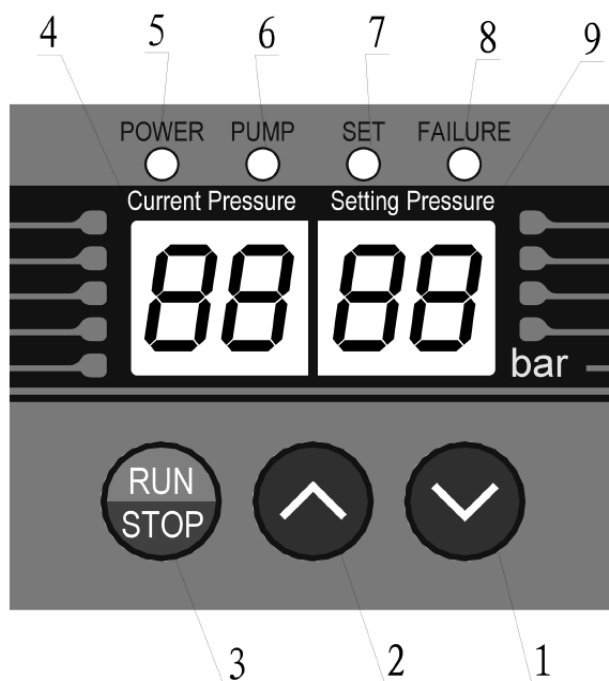 4 5 6 7 8 9
POWER PUMP SET FAILURE
Current Pressure Setting Pressure
88 88
bar
RUN
STOP
3 2 1